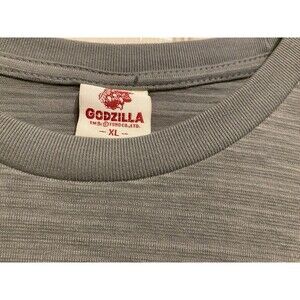 GODZILLA
TM & © TOHO CO., LTD.
— XL —